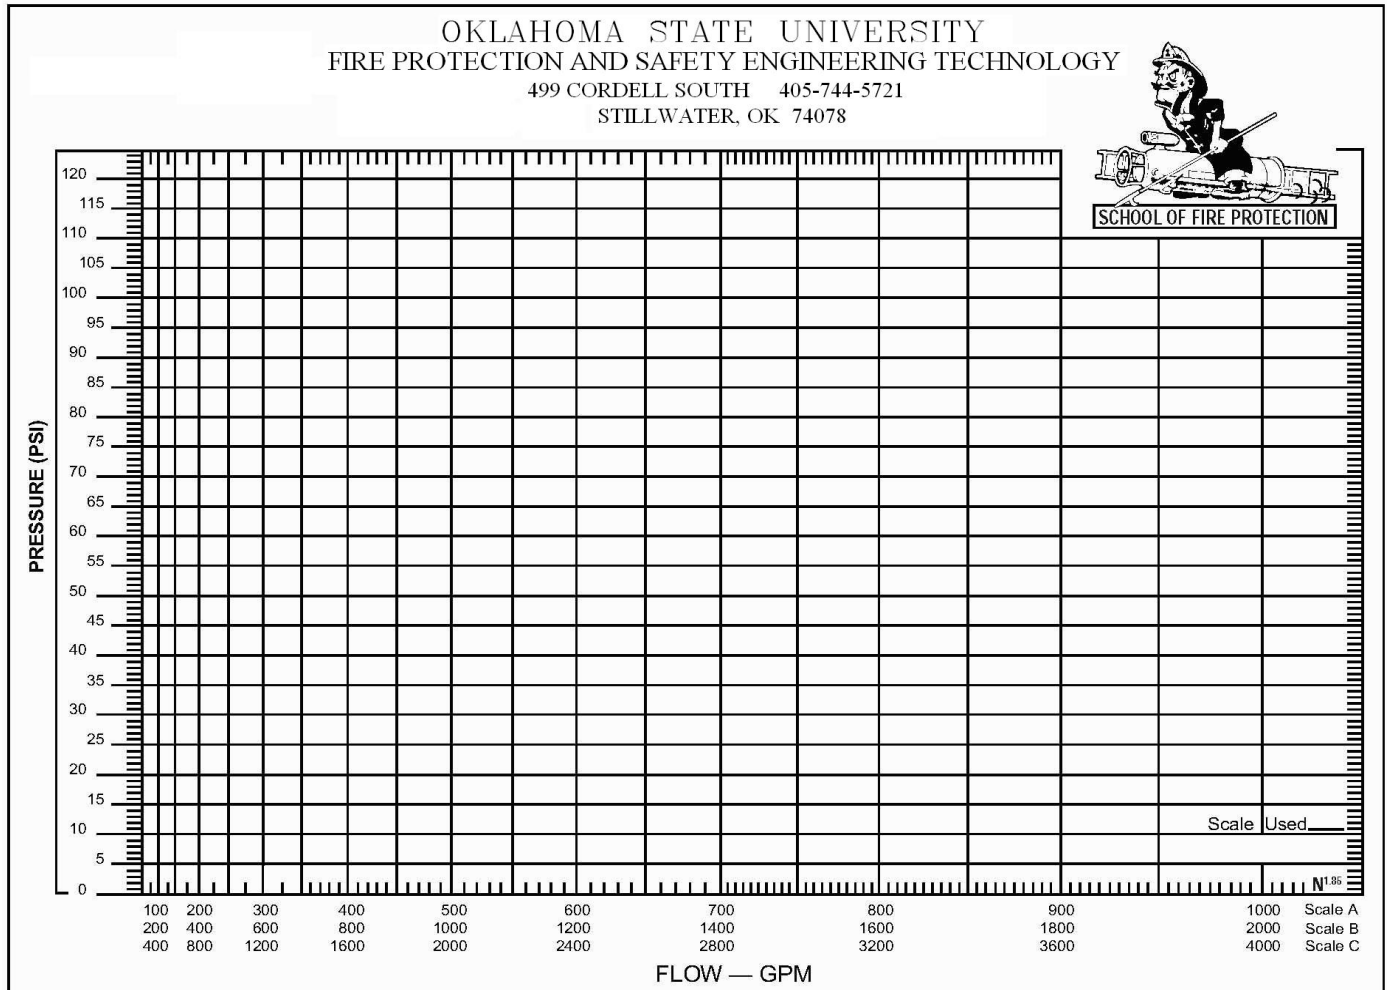 OKLAHOMA STATE UNIVERSITY
FIRE PROTECTION AND SAFETY ENGINEERING TECHNOLOGY
499 CORDELL SOUTH 405-744-5721
STILLWATER, OK 74078
SCHOOL OF FIRE PROTECTION
PRESSURE (PSI)
120
115
110
105
100
95
90
85
80
75
70
65
60
55
50
45
40
35
30
25
20
15
10
5
0
Scale Used
N1.85
100 200 300 400 500 600 700 800 900 1000 Scale A
200 400 600 800 1000 1200 1400 1600 1800 2000 Scale B
400 800 1200 1600 2000 2400 2800 3200 3600 4000 Scale C
FLOW — GPM